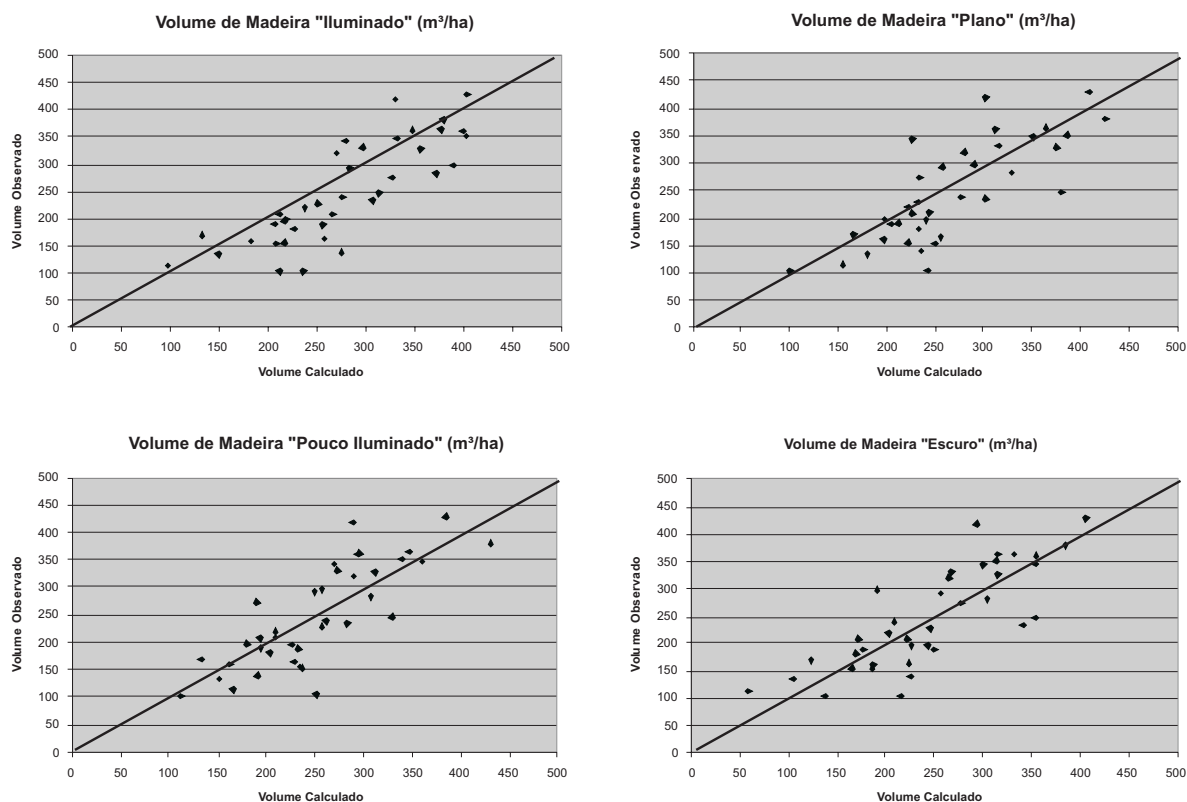 Volume de Madeira "Iluminado" (m³/ha)
Volume Observado
500
450
400
350
300
250
200
150
100
50
0
0 50 100 150 200 250 300 350 400 450 500
Volume Calculado
Volume de Madeira "Plano" (m³/ha)
V olum e Obs ervado
500
450
400
350
300
250
200
150
100
50
0
0 50 100 150 200 250 300 350 400 450 500
Volume Calculado
Volume de Madeira "Pouco Iluminado" (m³/ha)
Volume Observado
500
450
400
350
300
250
200
150
100
50
0
0 50 100 150 200 250 300 350 400 450 500
Volume Calculado
Volume de Madeira "Escuro" (m³/ha)
Volu me Observado
500
450
400
350
300
250
200
150
100
50
0
0 50 100 150 200 250 300 350 400 450 500
Volume Calculado